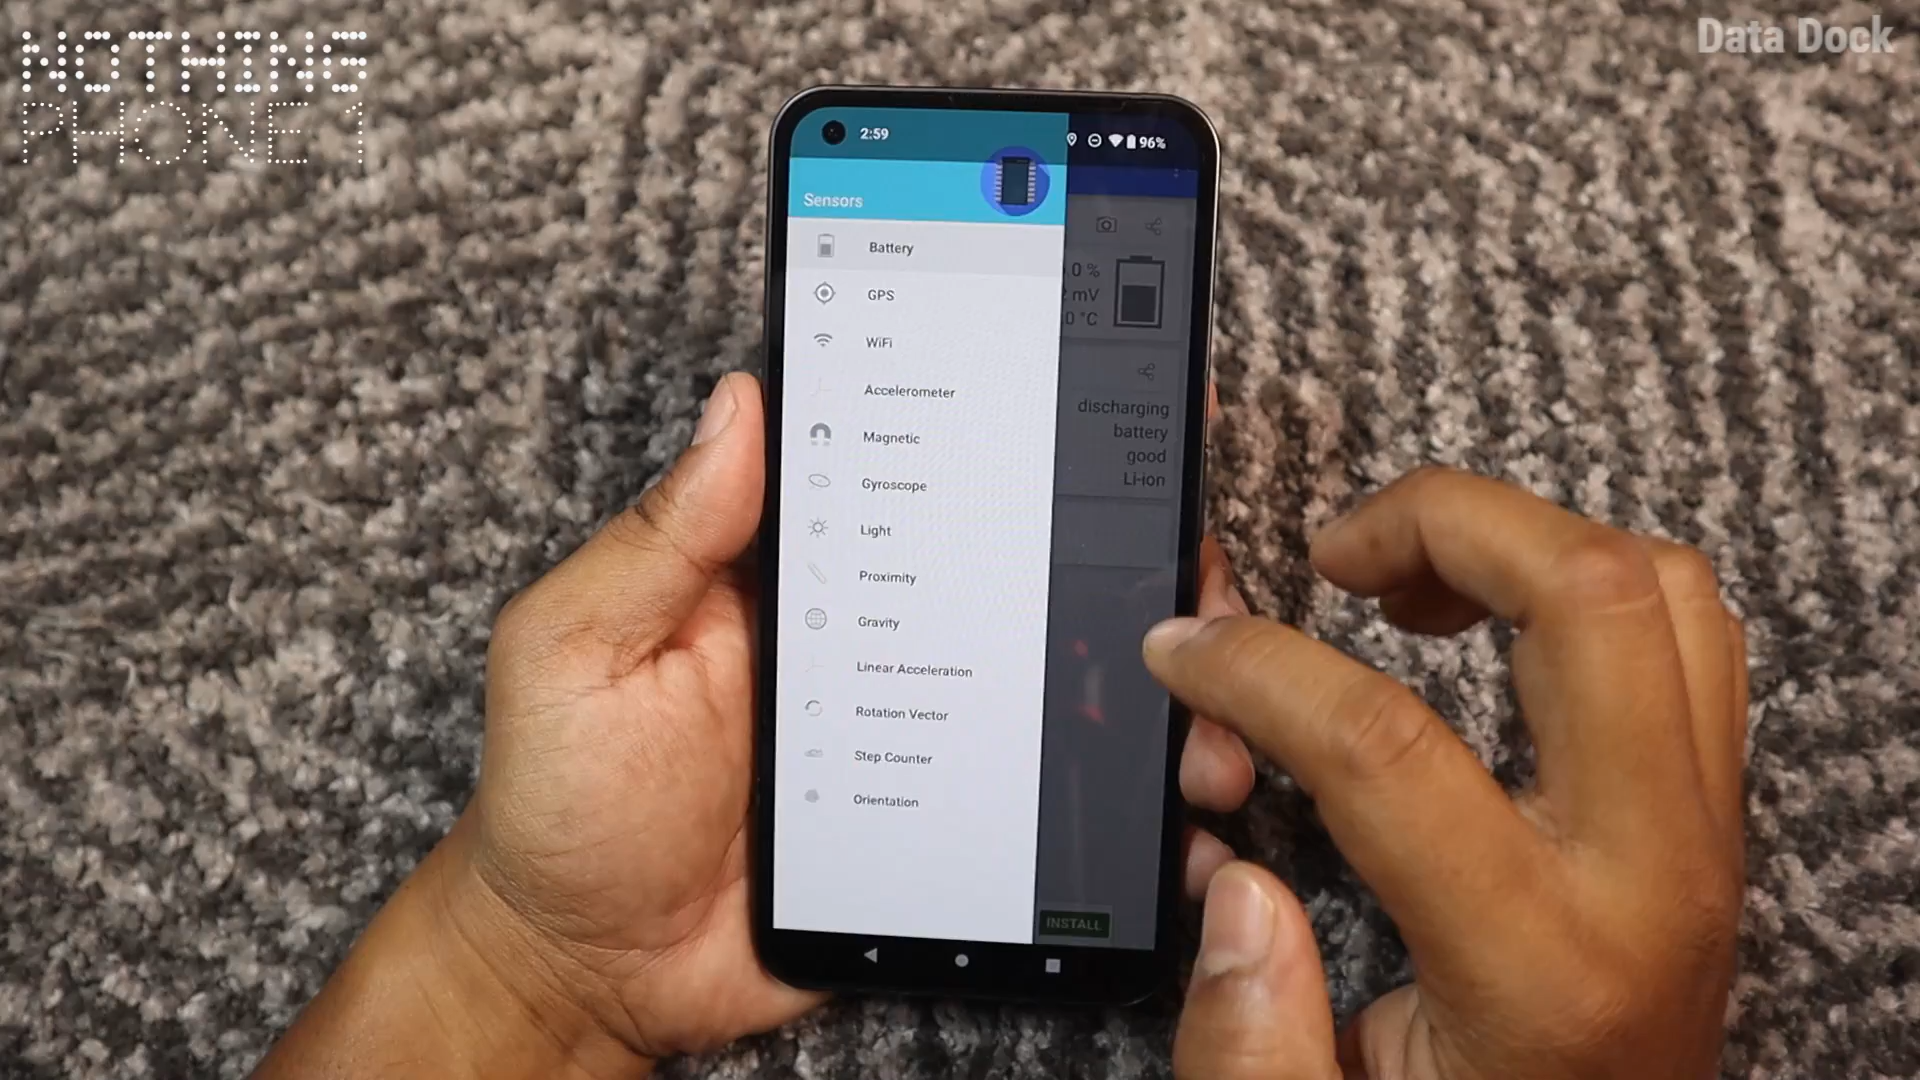 NOTHING
PHONE 1
Data Dock
2:59
96%
Sensors
Battery
GPS
WiFi
Accelerometer
Magnetic
Gyroscope
Light
Proximity
Gravity
Linear Acceleration
Rotation Vector
Step Counter
Orientation
.0 %
mV
0 °C
discharging
battery
good
Li-ion
INSTALL